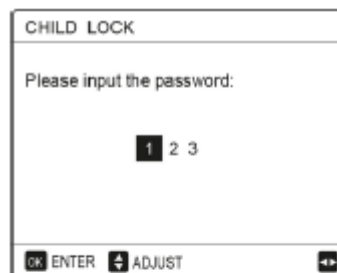 CHILD LOCK
Please input the password:
1 2 3
OK ENTER ADJUST